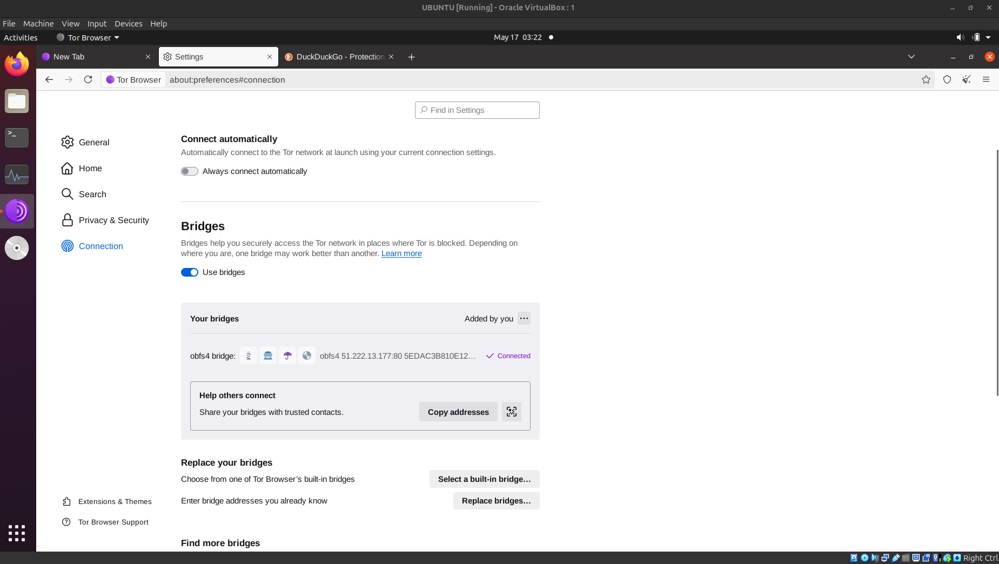 UBUNTU [Running] - Oracle VirtualBox : 1
File Machine View Input Devices Help
Activities Tor Browser May 17 03:22
New Tab Settings DuckDuckGo - Protection
Tor Browser about:preferences#connection
Find in Settings
General
Home
Search
Privacy & Security
Connection
Extensions & Themes
Tor Browser Support
Connect automatically
Automatically connect to the Tor network at launch using your current connection settings.
Always connect automatically
Bridges
Bridges help you securely access the Tor network in places where Tor is blocked. Depending on
where you are, one bridge may work better than another. Learn more
Use bridges
Your bridges Added by you
obfs4 bridge: obfs4 51.222.13.177:80 5EDAC3B810E12… Connected
Help others connect
Share your bridges with trusted contacts. Copy addresses
Replace your bridges
Choose from one of Tor Browser’s built-in bridges Select a built-in bridge…
Enter bridge addresses you already know Replace bridges…
Find more bridges
Right Ctrl